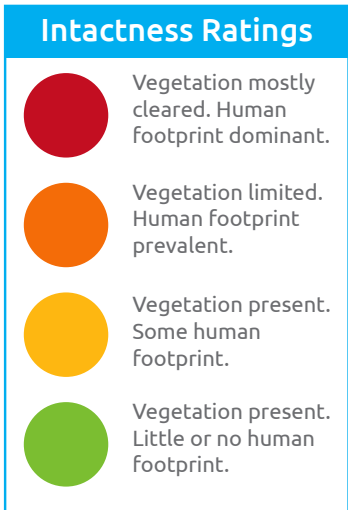 Intactness Ratings
Vegetation mostly
cleared. Human
footprint dominant.
Vegetation limited.
Human footprint
prevalent.
Vegetation present.
Some human
footprint.
Vegetation present.
Little or no human
footprint.